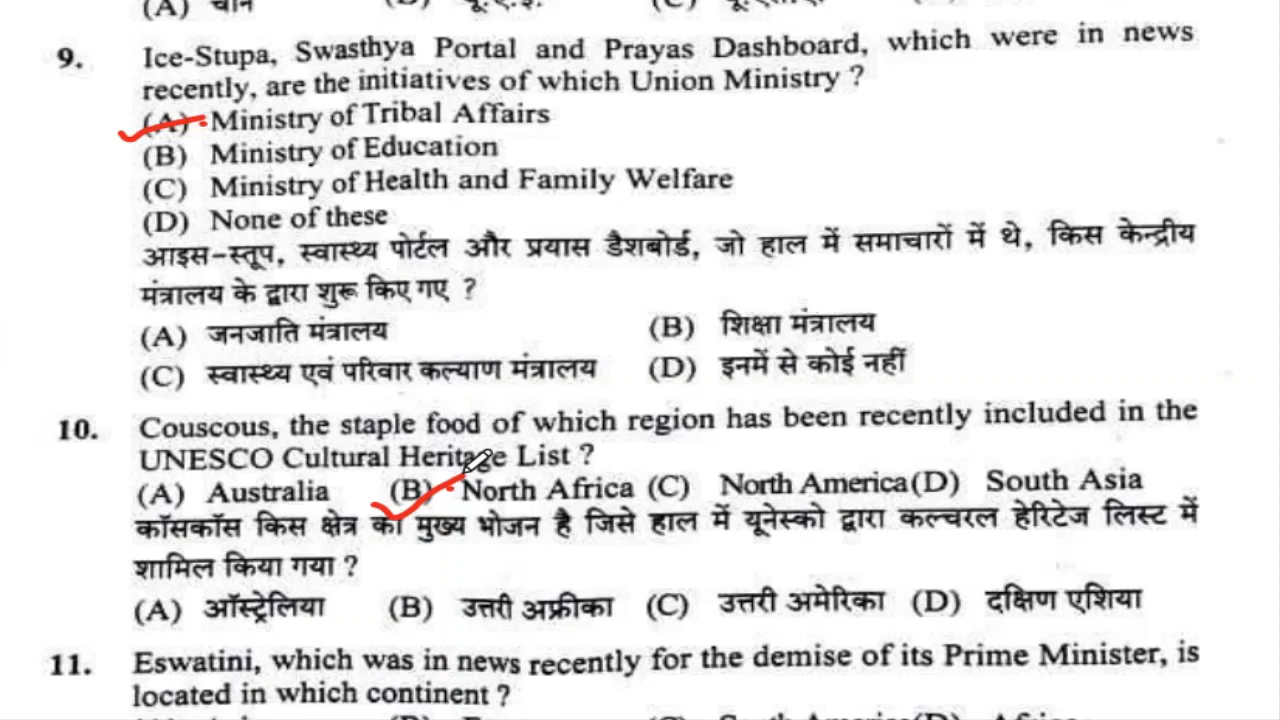 (A) चीन
9. Ice-Stupa, Swasthya Portal and Prayas Dashboard, which were in news
recently, are the initiatives of which Union Ministry ?
(A) Ministry of Tribal Affairs
(B) Ministry of Education
(C) Ministry of Health and Family Welfare
(D) None of these
आइस-स्तूप, स्वास्थ्य पोर्टल और प्रयास डैशबोर्ड, जो हाल में समाचारों में थे, किस केन्द्रीय
मंत्रालय के द्वारा शुरू किए गए ?
(A) जनजाति मंत्रालय (B) शिक्षा मंत्रालय
(C) स्वास्थ्य एवं परिवार कल्याण मंत्रालय (D) इनमें से कोई नहीं
10. Couscous, the staple food of which region has been recently included in the
UNESCO Cultural Heritage List ?
(A) Australia (B) North Africa (C) North America (D) South Asia
कॉसकॉस किस क्षेत्र का मुख्य भोजन है जिसे हाल में यूनेस्को द्वारा कल्चरल हेरिटेज लिस्ट में
शामिल किया गया ?
(A) ऑस्ट्रेलिया (B) उत्तरी अफ्रीका (C) उत्तरी अमेरिका (D) दक्षिण एशिया
11. Eswatini, which was in news recently for the demise of its Prime Minister, is
located in which continent ?